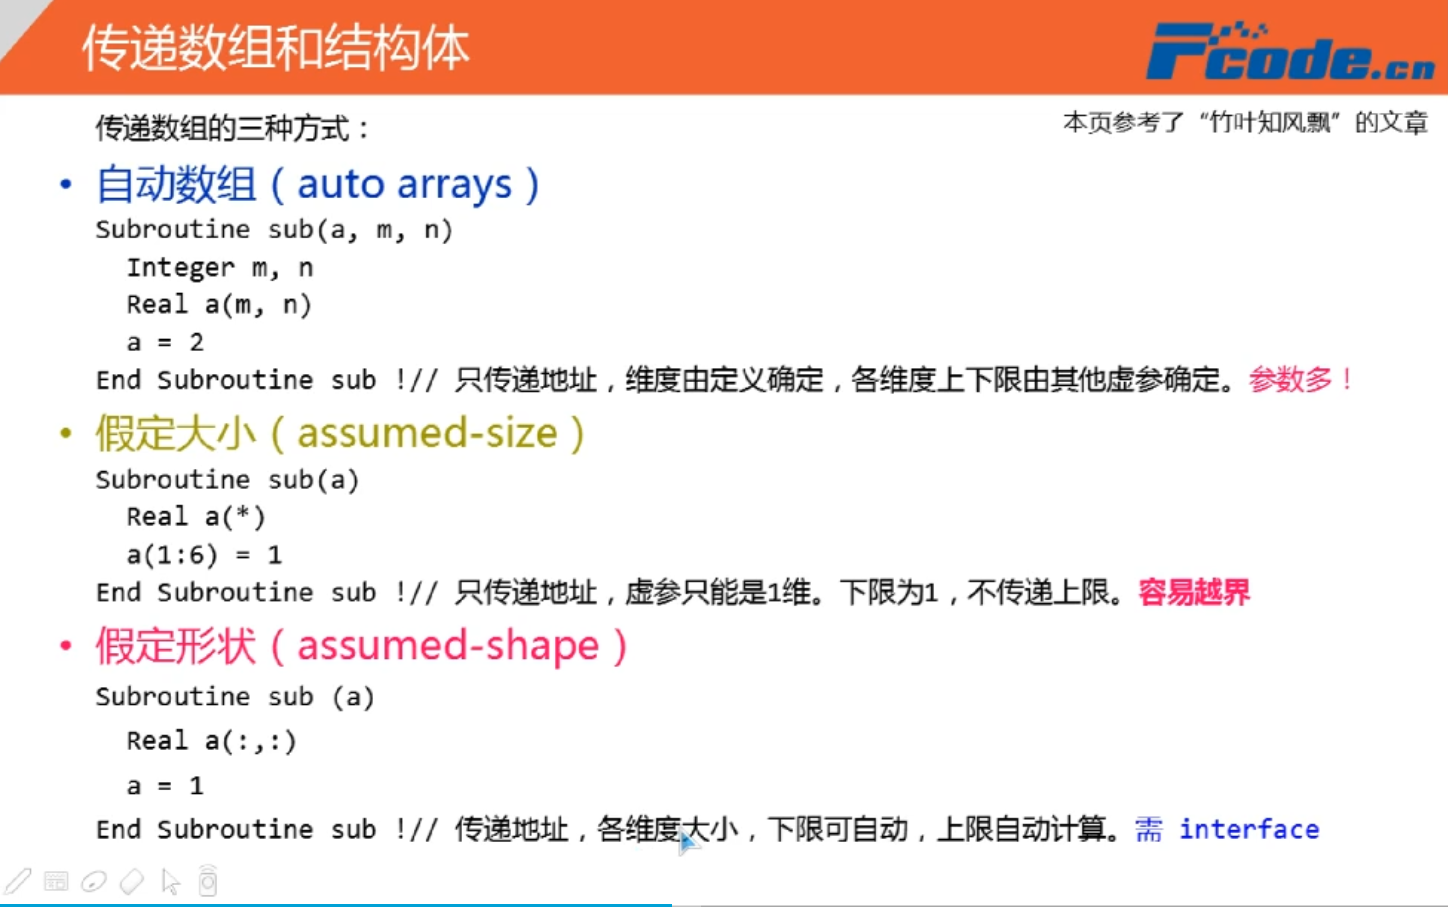 传递数组和结构体
Fcode.cn
传递数组的三种方式：
本页参考了“竹叶知风飘”的文章
• 自动数组（auto arrays）
Subroutine sub(a, m, n)
Integer m, n
Real a(m, n)
a = 2
End Subroutine sub !// 只传递地址，维度由定义确定，各维度上下限由其他虚参确定。参数多！
• 假定大小（assumed-size）
Subroutine sub(a)
Real a(*)
a(1:6) = 1
End Subroutine sub !// 只传递地址，虚参只能是1维。下限为1，不传递上限。容易越界
• 假定形状（assumed-shape）
Subroutine sub (a)
Real a(:,:)
a = 1
End Subroutine sub !// 传递地址，各维度大小，下限可自动，上限自动计算。需 interface